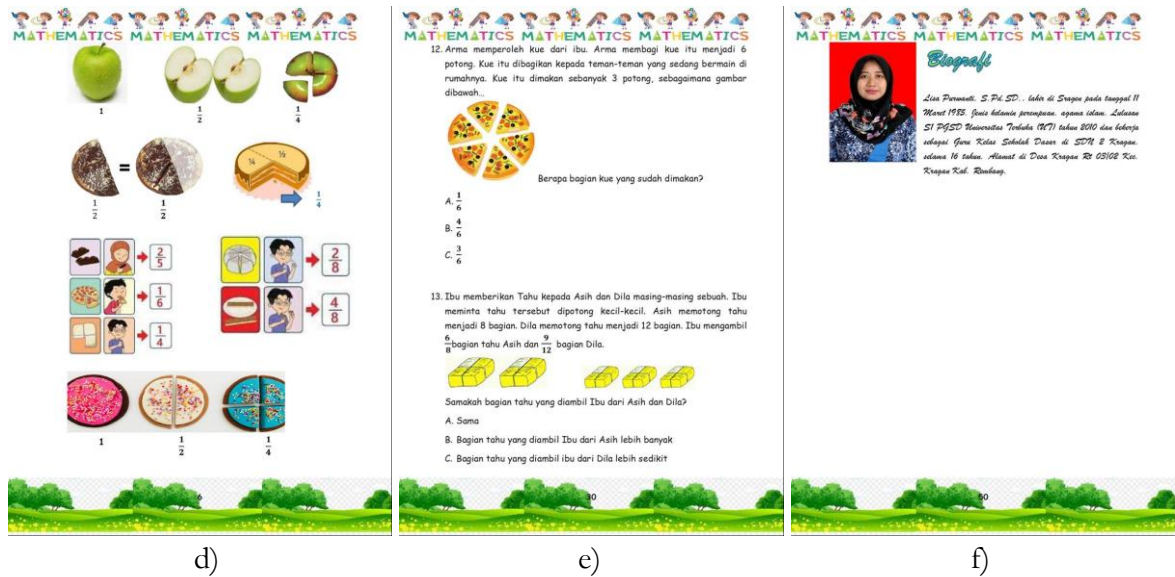 MATHEMATICS MATHEMATICS MATHEMATICS
1
1/2
1/4
¼
½
=
1/2
1/2
1/4
2/5
2/8
1/6
4/8
1/4
1
1/2
1/4
6
d)
MATHEMATICS MATHEMATICS MATHEMATICS
12. Arma memperoleh kue dari ibu. Arma membagi kue itu menjadi 6
potong. Kue itu dibagikan kepada teman-teman yang sedang bermain di
rumahnya. Kue itu dimakan sebanyak 3 potong, sebagaimana gambar
dibawah...
Berapa bagian kue yang sudah dimakan?
A. 1/6
B. 4/6
C. 3/6
13. Ibu memberikan Tahu kepada Asih dan Dila masing-masing sebuah. Ibu
meminta tahu tersebut dipotong kecil-kecil. Asih memotong tahu
menjadi 8 bagian. Dila memotong tahu menjadi 12 bagian. Ibu mengambil
6/8 bagian tahu Asih dan 9/12 bagian Dila.
Samakah bagian tahu yang diambil Ibu dari Asih dan Dila?
A. Sama
B. Bagian tahu yang diambil Ibu dari Asih lebih banyak
C. Bagian tahu yang diambil ibu dari Dila lebih sedikit
30
e)
MATHEMATICS MATHEMATICS MATHEMATICS
Biografi
Lisa Purwanti, S.Pd.SD., lahir di Sragen pada tanggal 11
Maret 1985. Jenis kelamin perempuan, agama islam. Lulusan
S1 PGSD Universitas Terbuka (UT) tahun 2010 dan bekerja
sebagai Guru Kelas Sekolah Dasar di SDN 2 Kragan,
selama 16 tahun. Alamat di Desa Kragan Rt 03/02 Kec.
Kragan Kab. Rembang.
50
f)